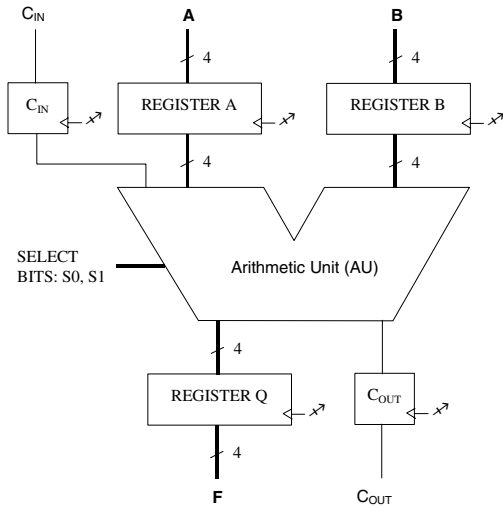 C_IN
A
B
4
4
C_IN
REGISTER A
REGISTER B
4
4
SELECT
BITS: S0, S1
Arithmetic Unit (AU)
4
REGISTER Q
C_OUT
4
F
C_OUT